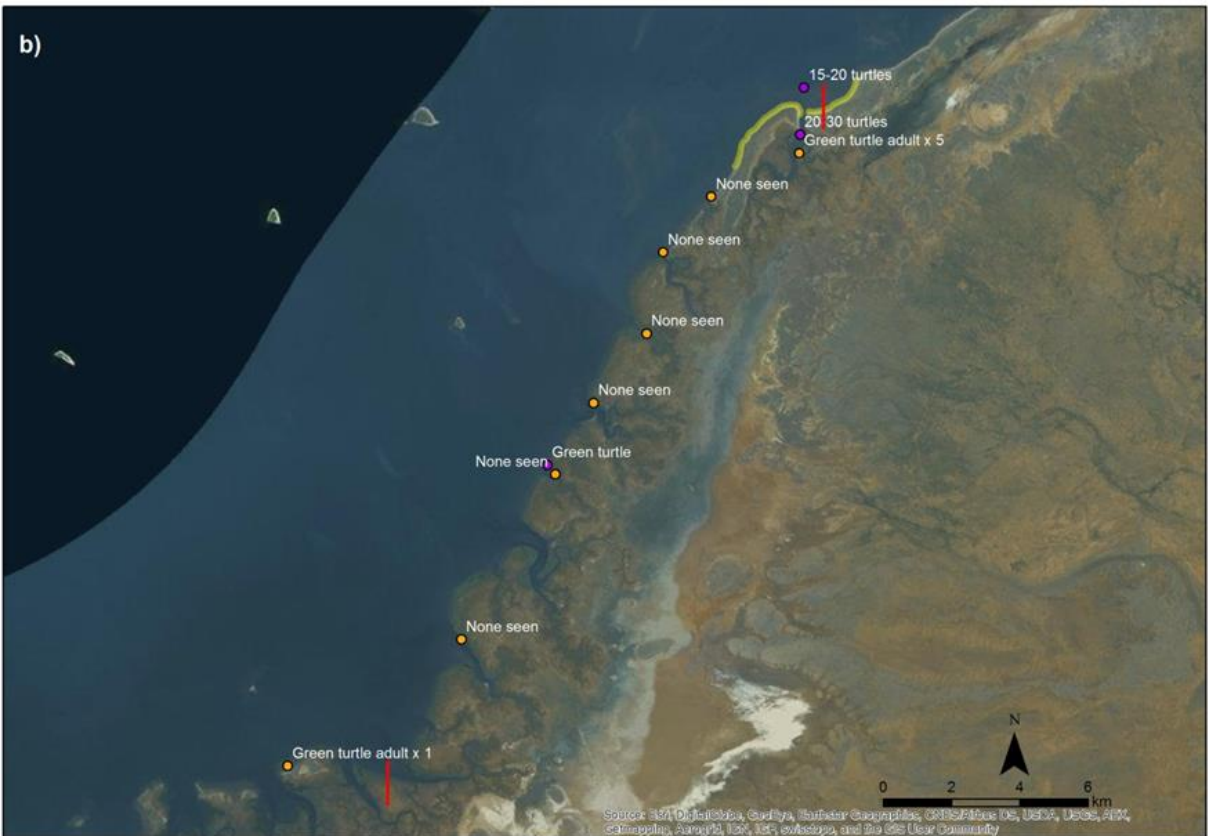 b)
15-20 turtles
20-30 turtles
Green turtle adult x 5
None seen
None seen
None seen
None seen
Green turtle
None seen
None seen
Green turtle adult x 1
N
0 2 4 6
km
Source: Esri, DigitalGlobe, GeoEye, Earthstar Geographics, CNES/Airbus DS, USDA, USGS, AEX,
Getmapping, Aerogrid, IGN, IGP, swisstopo, and the GIS User Community